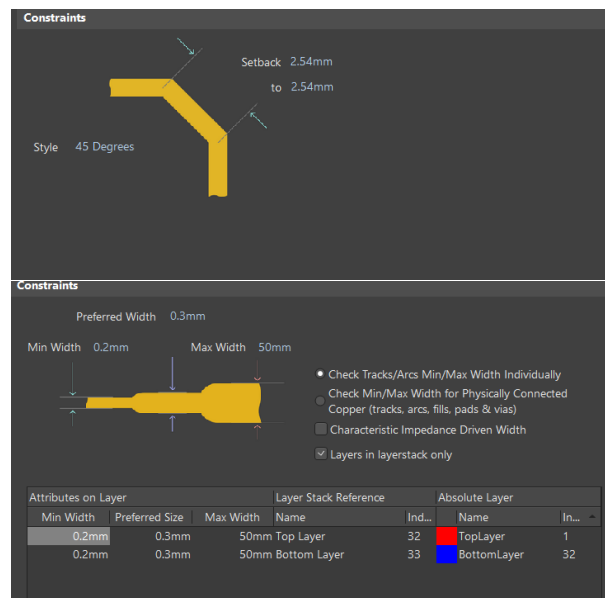 Constraints
Setback 2.54mm
to 2.54mm
Style 45 Degrees
Constraints
Preferred Width 0.3mm
Min Width 0.2mm Max Width 50mm
Check Tracks/Arcs Min/Max Width Individually
Check Min/Max Width for Physically Connected
Copper (tracks, arcs, fills, pads & vias)
Characteristic Impedance Driven Width
Layers in layerstack only
Attributes on Layer Layer Stack Reference Absolute Layer
Min Width Preferred Size Max Width Name Ind... Name In...
0.2mm 0.3mm 50mm Top Layer 32 TopLayer 1
0.2mm 0.3mm 50mm Bottom Layer 33 BottomLayer 32